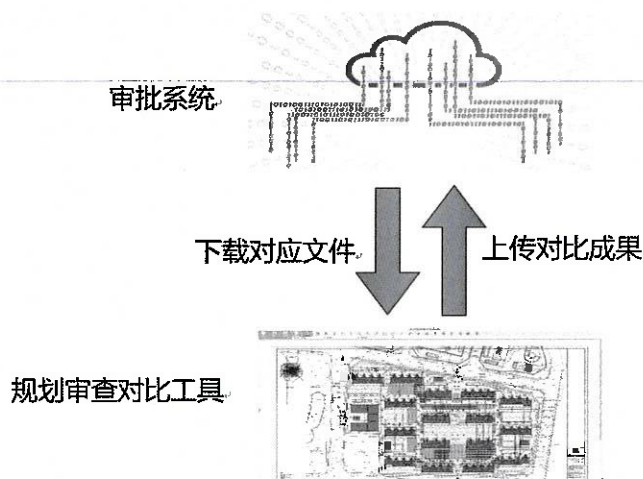 审批系统
下载对应文件
上传对比成果
规划审查对比工具